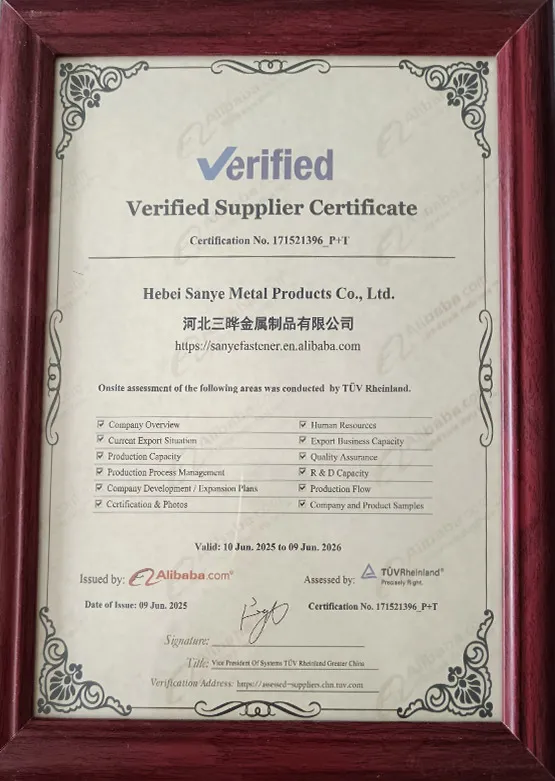 Verified
Verified Supplier Certificate
Certification No. 171521396_P+T
Hebei Sanye Metal Products Co., Ltd.
河北三晔金属制品有限公司
https://sanyefastener.en.alibaba.com
Onsite assessment of the following areas was conducted by TÜV Rheinland.
Company Overview
Human Resources
Current Export Situation
Export Business Capacity
Production Capacity
Quality Assurance
Production Process Management
R & D Capacity
Company Development / Expansion Plans
Production Flow
Certification & Photos
Company and Product Samples
Valid: 10 Jun. 2025 to 09 Jun. 2026
Issued by: Alibaba.com®
Assessed by: TÜVRheinland®
Precisely Right.
Date of Issue: 09 Jun. 2025
Certification No. 171521396_P+T
Signature:
Title: Vice President Of Systems TÜV Rheinland Greater China
Verification Address: https://assessed-suppliers.chn.tuv.com